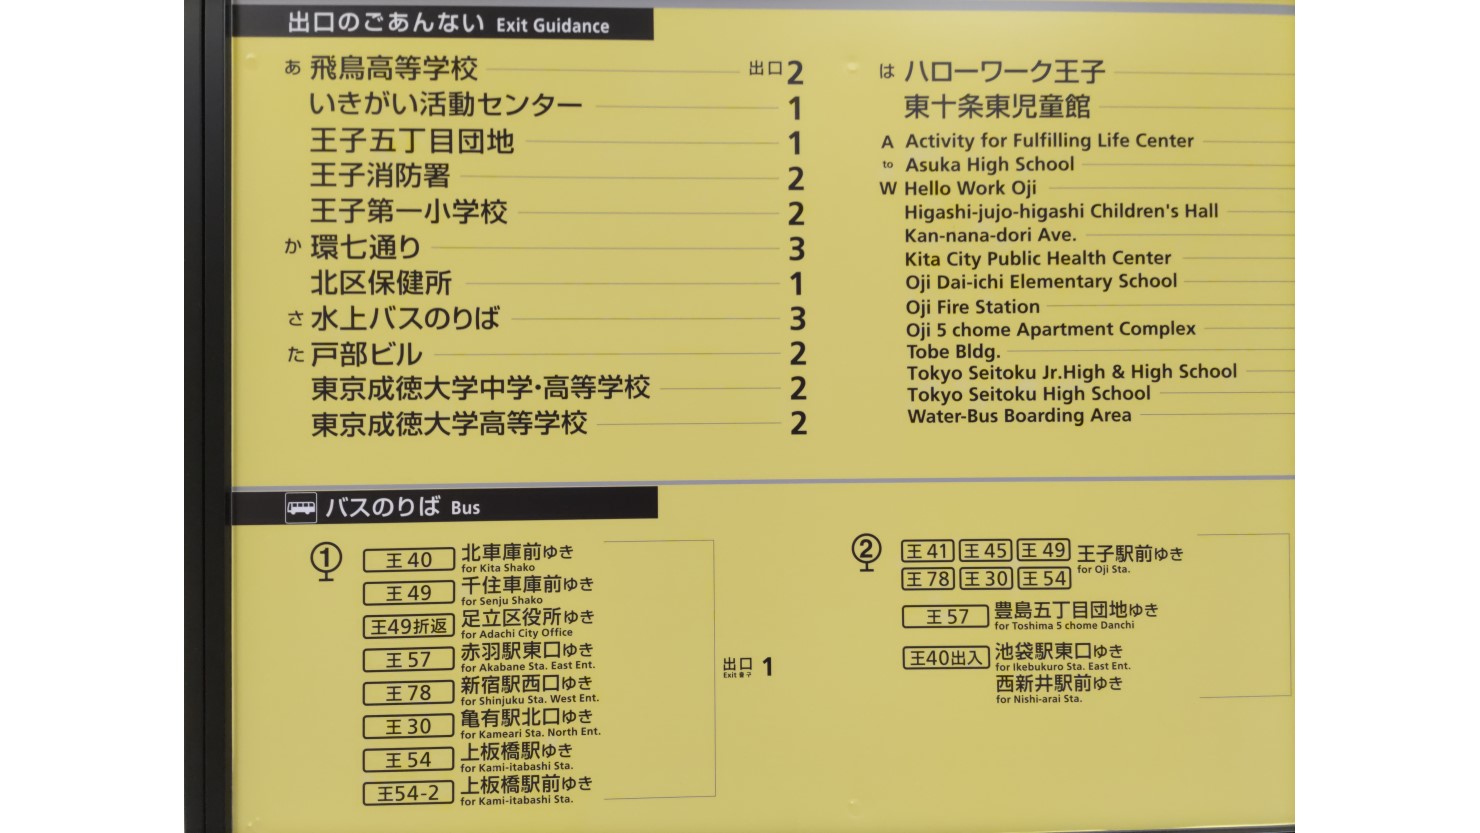 出口のごあんない Exit Guidance
あ 飛鳥高等学校 出口 2
いきがい活動センター 1
王子五丁目団地 1
王子消防署 2
王子第一小学校 2
か 環七通り 3
北区保健所 1
さ 水上バスのりば 3
た 戸部ビル 2
東京成徳大学中学・高等学校 2
東京成徳大学高等学校 2
は ハローワーク王子
東十条東児童館
A Activity for Fulfilling Life Center
to Asuka High School
W Hello Work Oji
Higashi-jujo-higashi Children's Hall
Kan-nana-dori Ave.
Kita City Public Health Center
Oji Dai-ichi Elementary School
Oji Fire Station
Oji 5 chome Apartment Complex
Tobe Bldg.
Tokyo Seitoku Jr.High & High School
Tokyo Seitoku High School
Water-Bus Boarding Area
バスのりば Bus
1
王40 北車庫前ゆき
for Kita Shako
王49 千住車庫前ゆき
for Senju Shako
王49折返 足立区役所ゆき
for Adachi City Office
王57 赤羽駅東口ゆき
for Akabane Sta. East Ent.
王78 新宿駅西口ゆき
for Shinjuku Sta. West Ent.
王30 亀有駅北口ゆき
for Kameari Sta. North Ent.
王54 上板橋駅ゆき
for Kami-itabashi Sta.
王54-2 上板橋駅前ゆき
for Kami-itabashi Sta.
出口 1
Exit
2
王41 王45 王49 王子駅前ゆき
王78 王30 王54 for Oji Sta.
王57 豊島五丁目団地ゆき
for Toshima 5 chome Danchi
王40出入 池袋駅東口ゆき
for Ikebukuro Sta. East Ent.
西新井駅前ゆき
for Nishi-arai Sta.